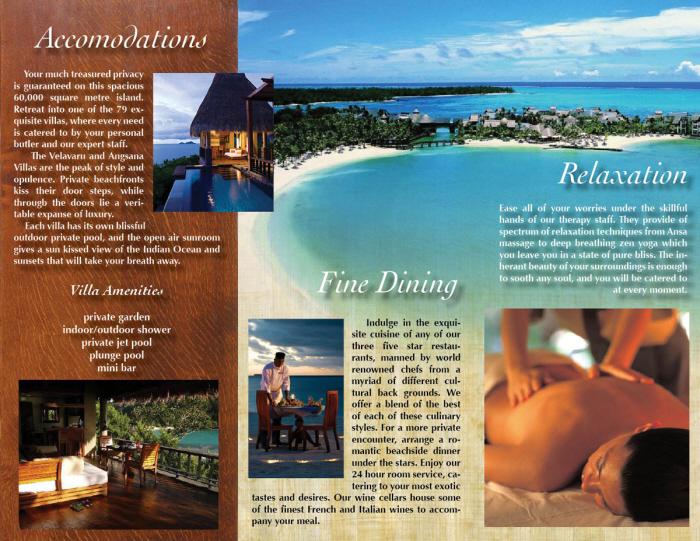 Accomodations
Your much treasured privacy
is guaranteed on this spacious
60,000 square metre island.
Retreat into one of the 79 ex-
quisite villas, where every need
is catered to by your personal
butler and our expert staff.
The Velavaru and Angsana
Villas are the peak of style and
opulence. Private beachfronts
kiss their door steps, while
through the doors lie a veri-
table expanse of luxury.
Each villa has its own blissful
outdoor private pool, and the open air sunroom
gives a sun kissed view of the Indian Ocean and
sunsets that will take your breath away.
Villa Amenities
private garden
indoor/outdoor shower
private jet pool
plunge pool
mini bar
Fine Dining
Indulge in the exqui-
site cuisine of any of our
three five star restau-
rants, manned by world
renowned chefs from a
myriad of different cul-
tural back grounds. We
offer a blend of the best
of each of these culinary
styles. For a more private
encounter, arrange a ro-
mantic beachside dinner
under the stars. Enjoy our
24 hour room service, ca-
tering to your most exotic
tastes and desires. Our wine cellars house some
of the finest French and Italian wines to accom-
pany your meal.
Relaxation
Ease all of your worries under the skillful
hands of our therapy staff. They provide of
spectrum of relaxation techniques from Ansa
massage to deep breathing zen yoga which
you leave you in a state of pure bliss. The in-
herant beauty of your surroundings is enough
to sooth any soul, and you will be catered to
at every moment.